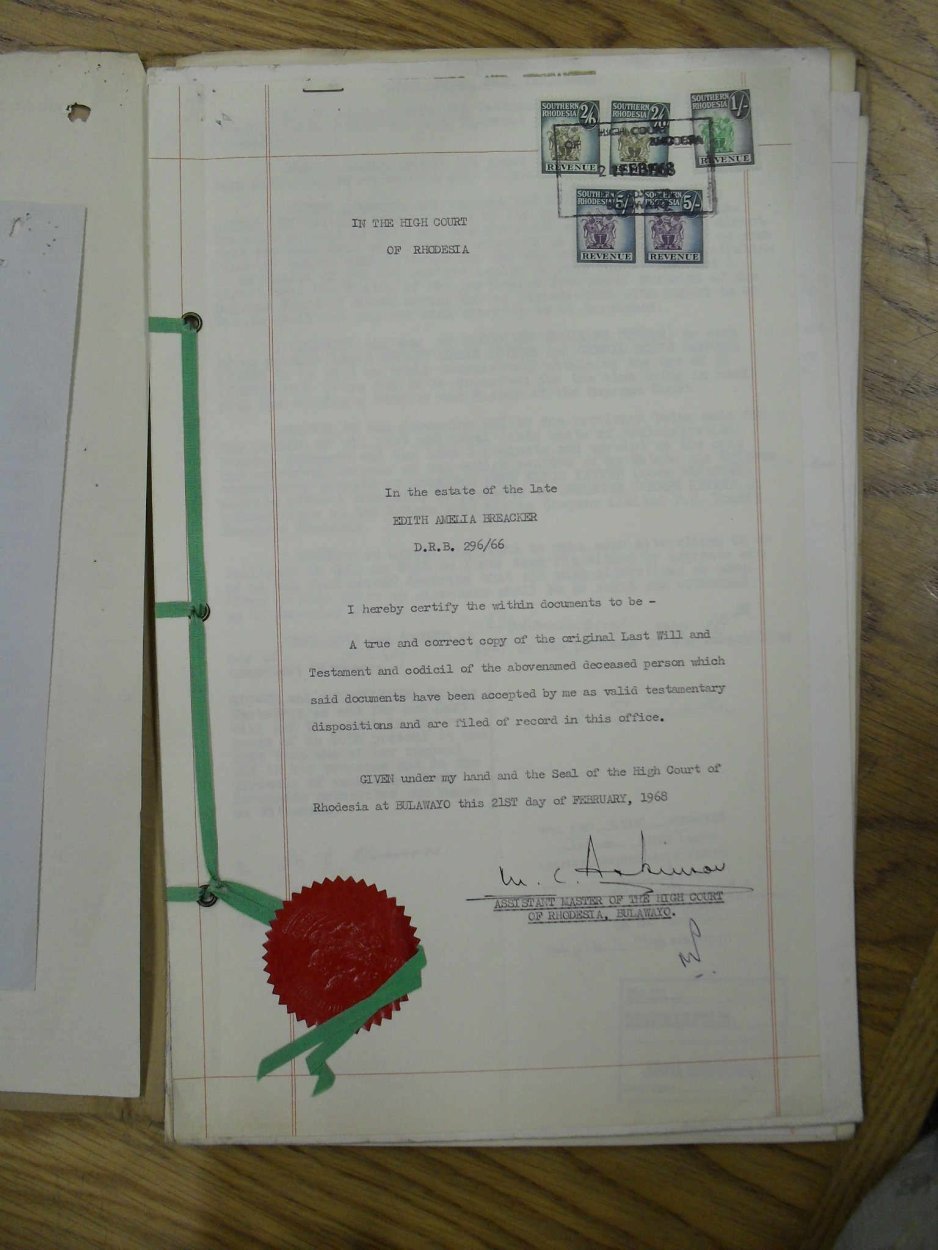 SOUTHERN RHODESIA 2/6 REVENUE
SOUTHERN RHODESIA 2/6 REVENUE
SOUTHERN RHODESIA 1/- REVENUE
HIGH COURT
OF RHODESIA
FEB 1968
SOUTHERN RHODESIA 5/- REVENUE
SOUTHERN RHODESIA 5/- REVENUE
IN THE HIGH COURT
OF RHODESIA
In the estate of the late
EDITH AMELIA BREACKER
D.R.B. 296/66
I hereby certify the within documents to be -
A true and correct copy of the original Last Will and
Testament and codicil of the abovenamed deceased person which
said documents have been accepted by me as valid testamentary
dispositions and are filed of record in this office.
GIVEN under my hand and the Seal of the High Court of
Rhodesia at BULAWAYO this 21ST day of FEBRUARY, 1968
M. C.
ASSISTANT MASTER OF THE HIGH COURT
OF RHODESIA, BULAWAYO.